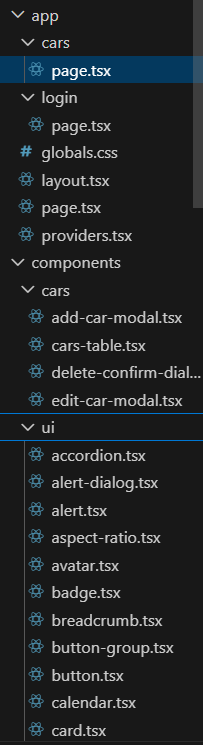 app
cars
page.tsx
login
page.tsx
# globals.css
layout.tsx
page.tsx
providers.tsx
components
cars
add-car-modal.tsx
cars-table.tsx
delete-confirm-dial...
edit-car-modal.tsx
ui
accordion.tsx
alert-dialog.tsx
alert.tsx
aspect-ratio.tsx
avatar.tsx
badge.tsx
breadcrumb.tsx
button-group.tsx
button.tsx
calendar.tsx
card.tsx